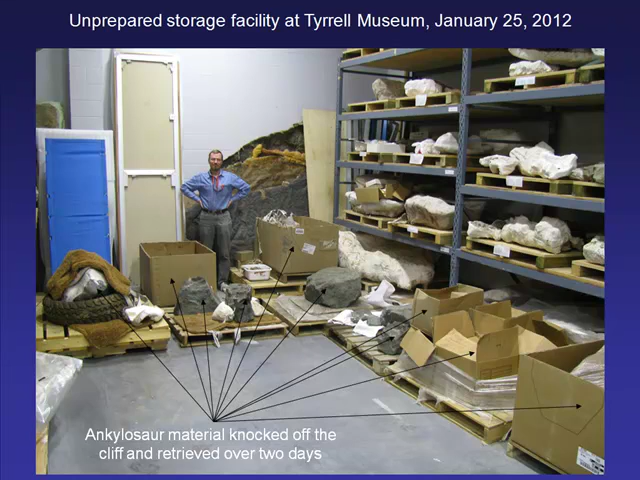 Unprepared storage facility at Tyrrell Museum, January 25, 2012
Ankylosaur material knocked off the
cliff and retrieved over two days